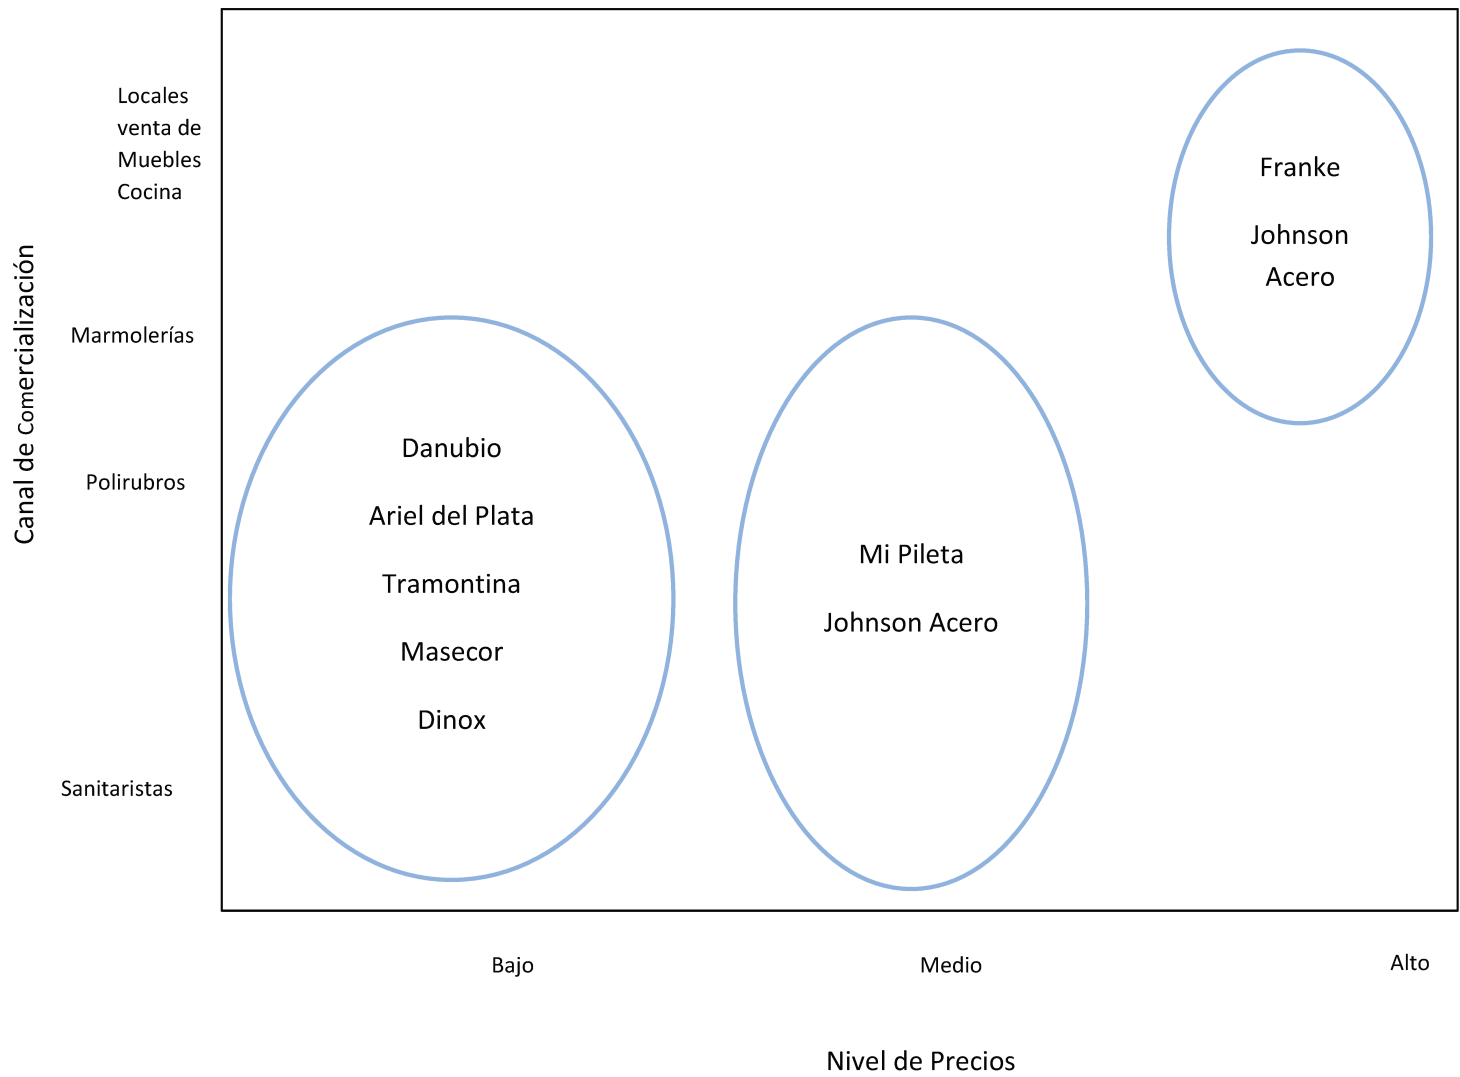 Locales
venta de
Muebles
Cocina
Marmolerías
Polirubros
Sanitaristas
Canal de Comercialización
Franke
Johnson
Acero
Danubio
Ariel del Plata
Tramontina
Masecor
Dinox
Mi Pileta
Johnson Acero
Bajo
Medio
Alto
Nivel de Precios